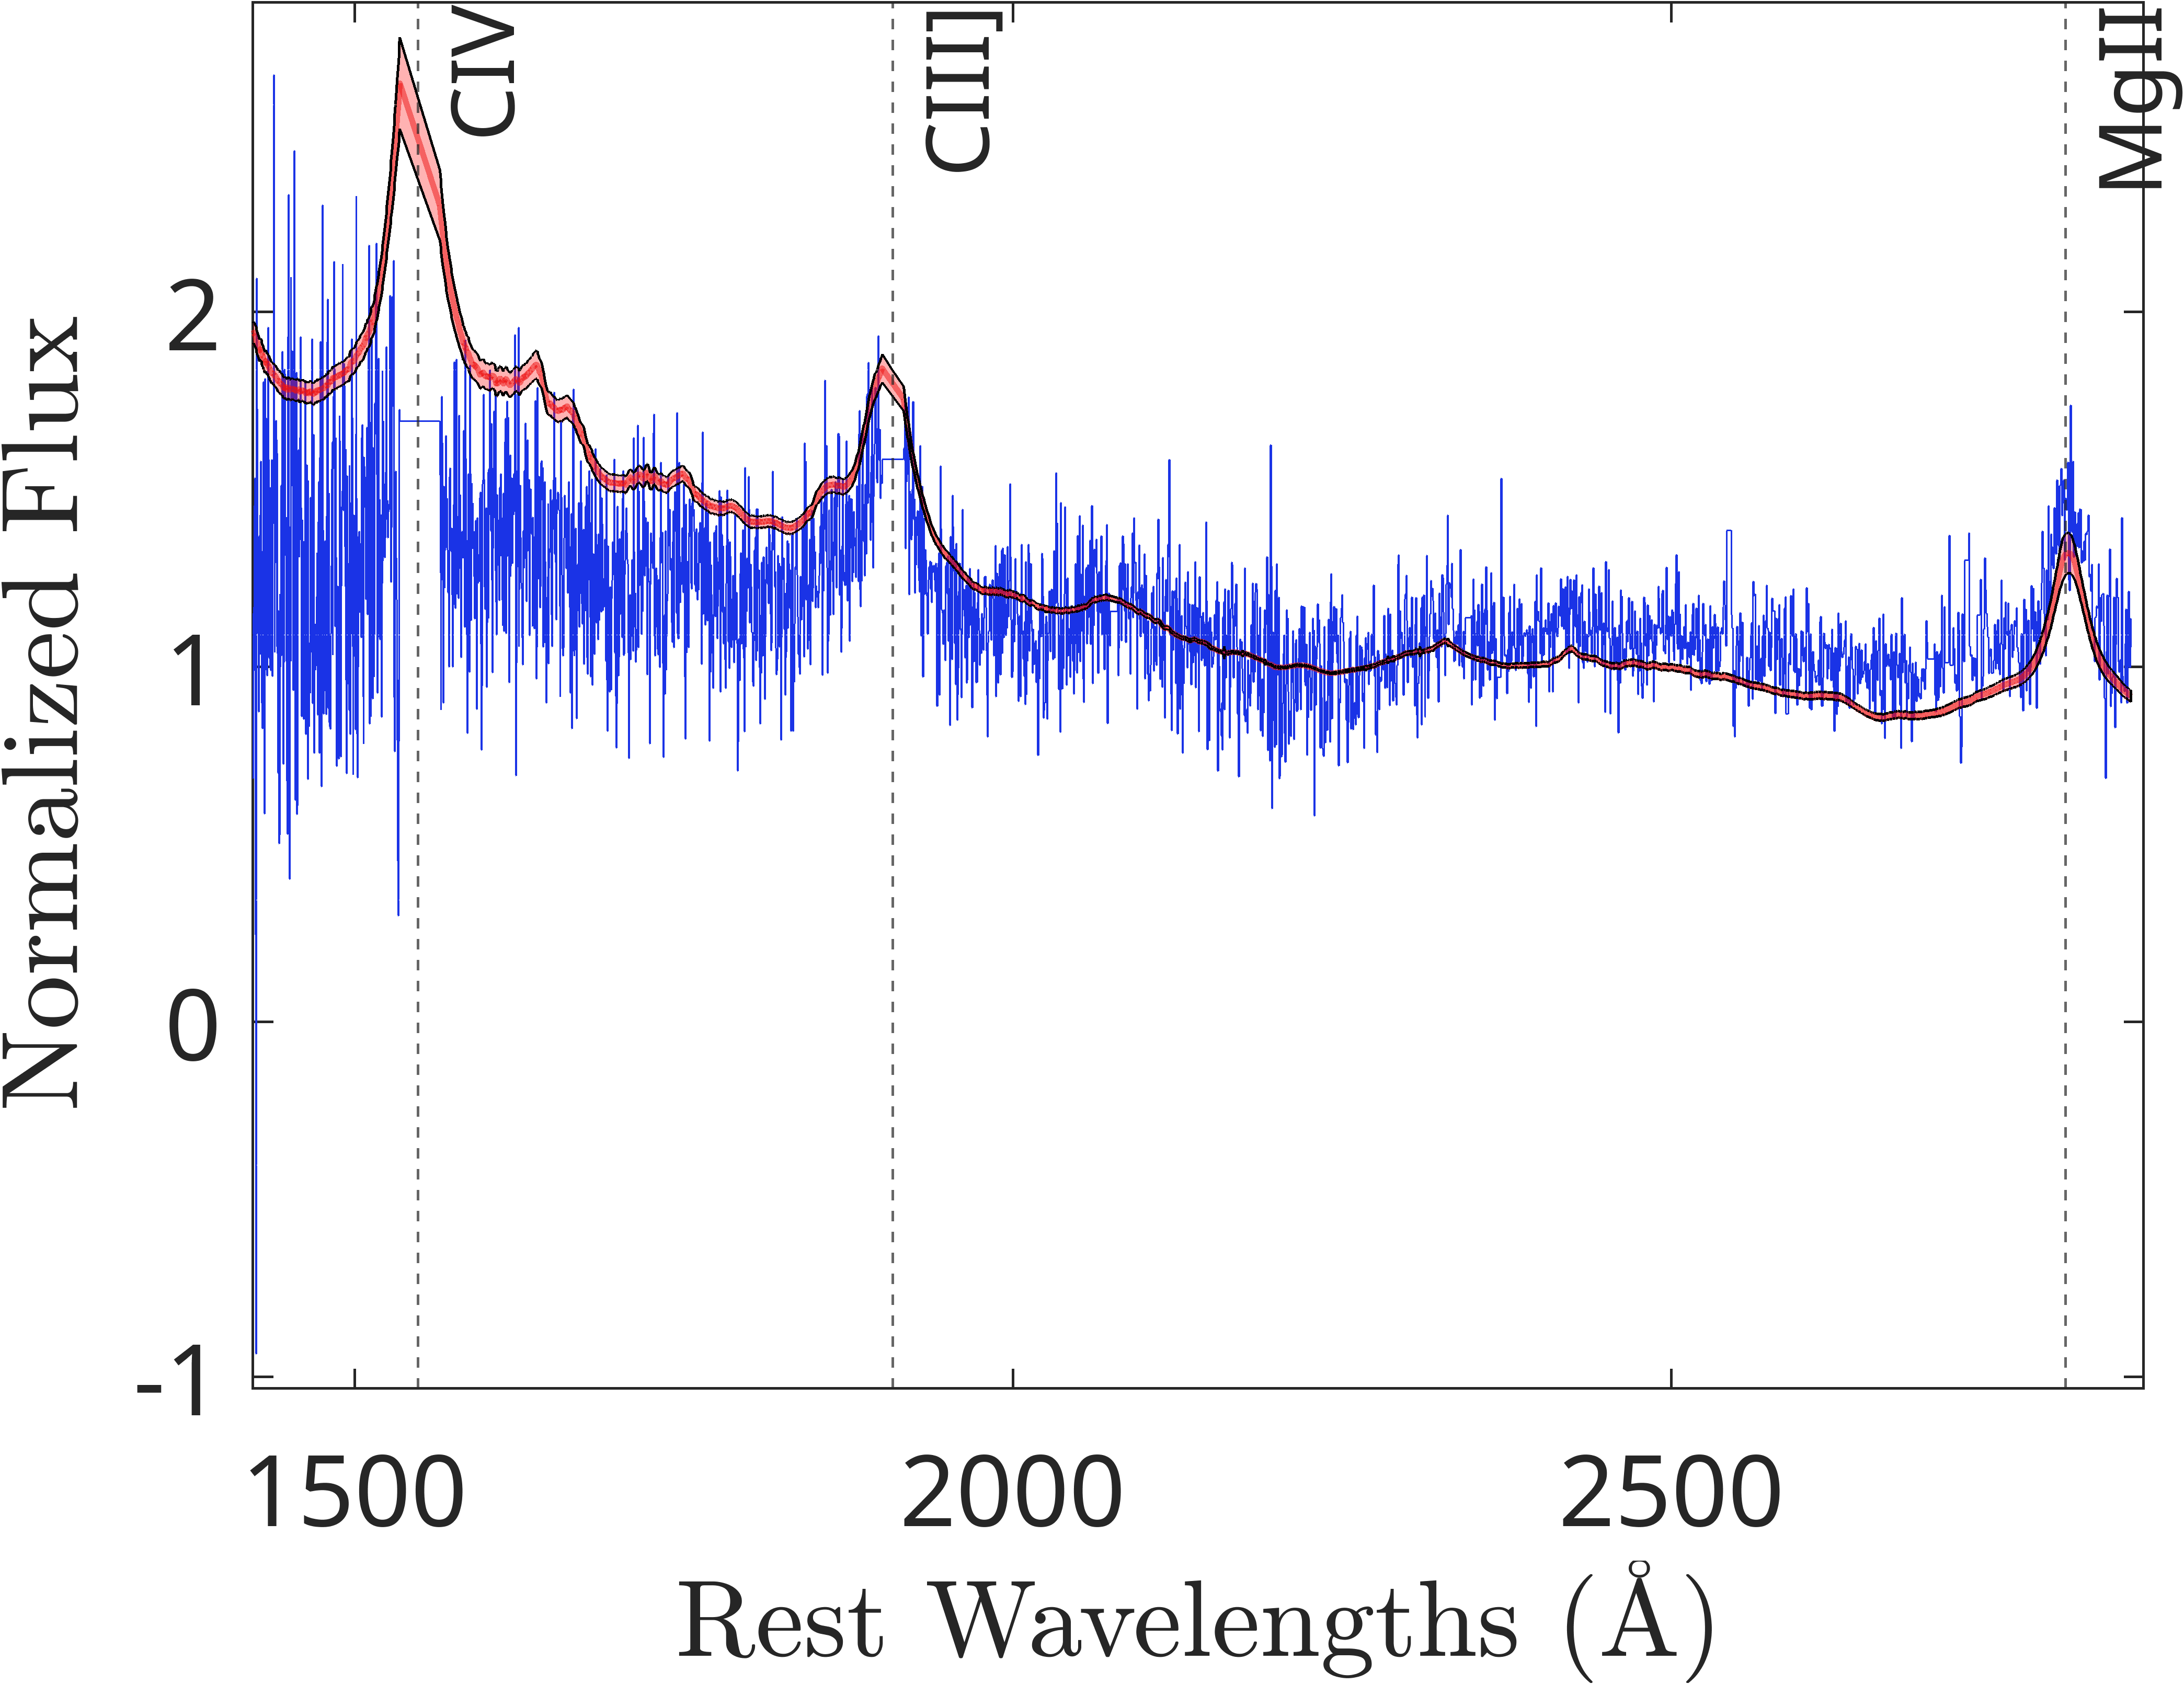 CIV
CIII]
MgII
Normalized Flux
2
1
0
-1
1500
2000
2500
Rest Wavelengths (Å)